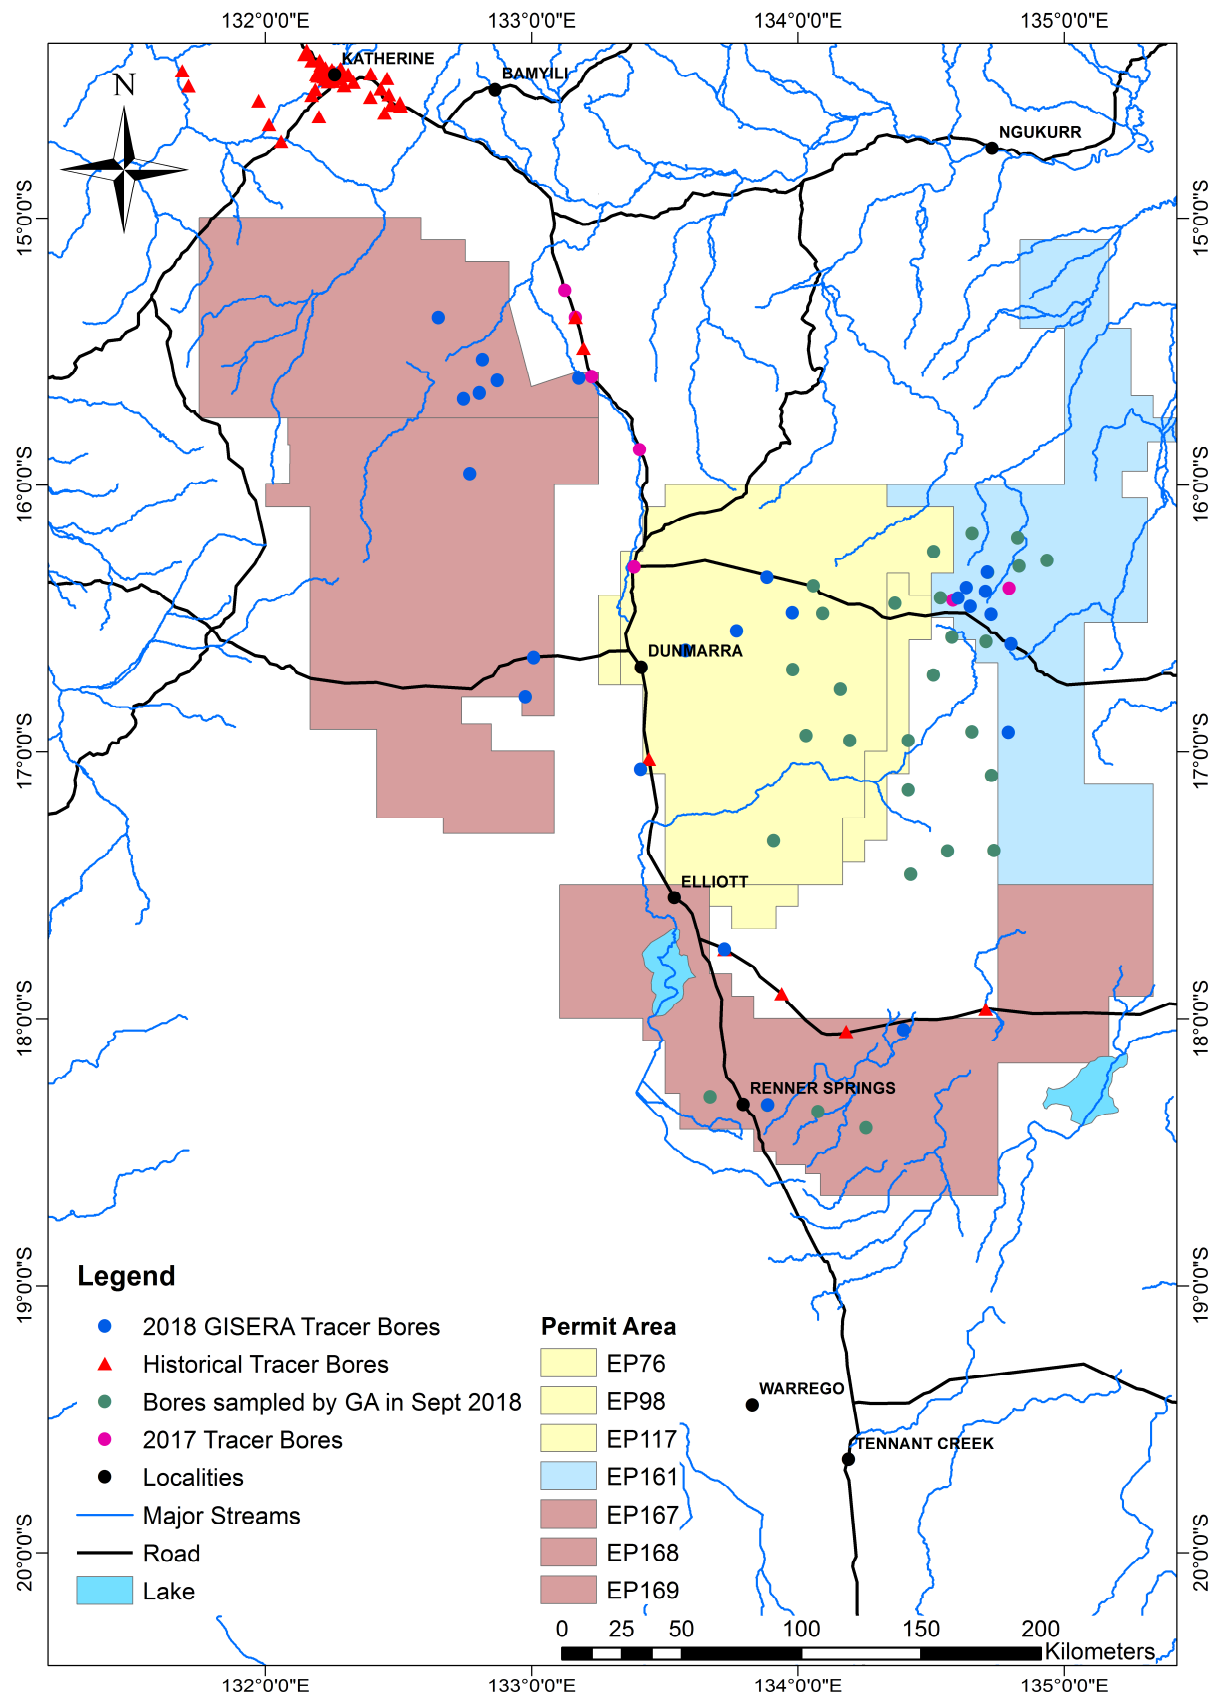 132°0'0"E 133°0'0"E 134°0'0"E 135°0'0"E
KATHERINE
BAMYILI
N
NGUKURR
15°0'0"S 15°0'0"S
16°0'0"S 16°0'0"S
DUNMARRA
17°0'0"S 17°0'0"S
ELLIOTT
18°0'0"S 18°0'0"S
RENNER SPRINGS
19°0'0"S 19°0'0"S
WARREGO
TENNANT CREEK
20°0'0"S 20°0'0"S
Legend
2018 GISERA Tracer Bores
Historical Tracer Bores
Bores sampled by GA in Sept 2018
2017 Tracer Bores
Localities
Major Streams
Road
Lake
Permit Area
EP76
EP98
EP117
EP161
EP167
EP168
EP169
0 25 50 100 150 200
Kilometers
132°0'0"E 133°0'0"E 134°0'0"E 135°0'0"E